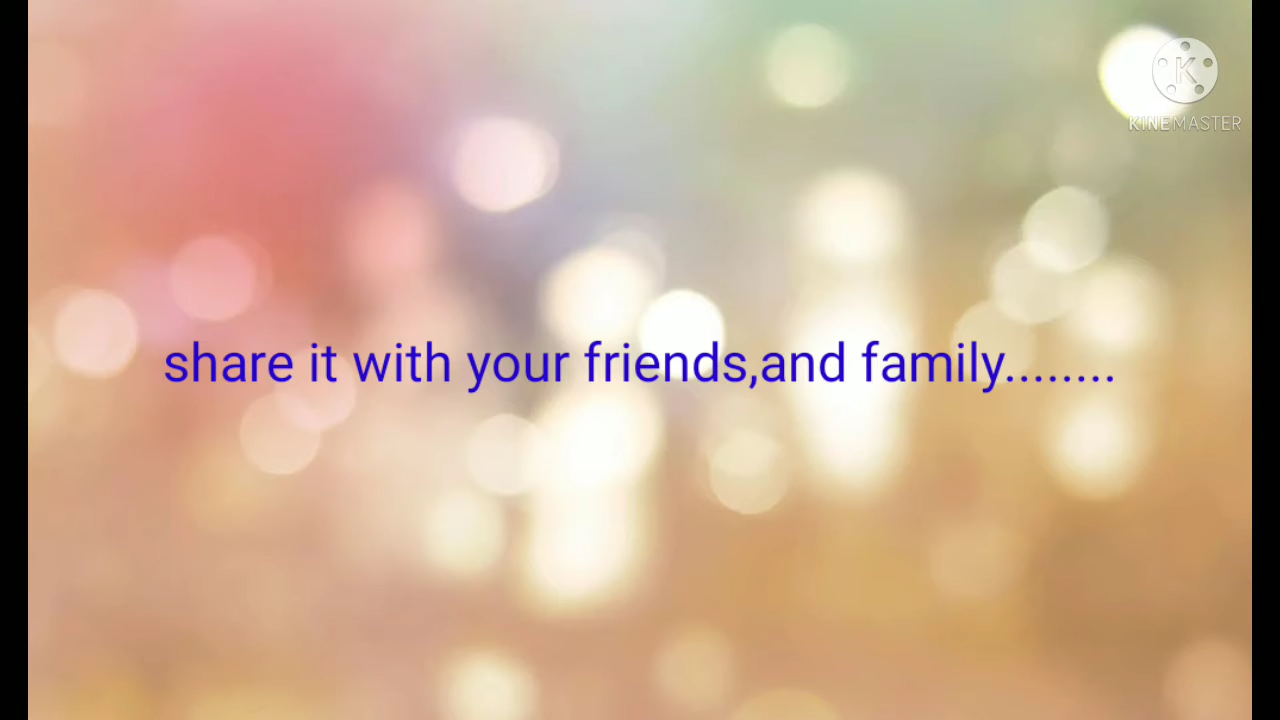 K
KINEMASTER
share it with your friends,and family........